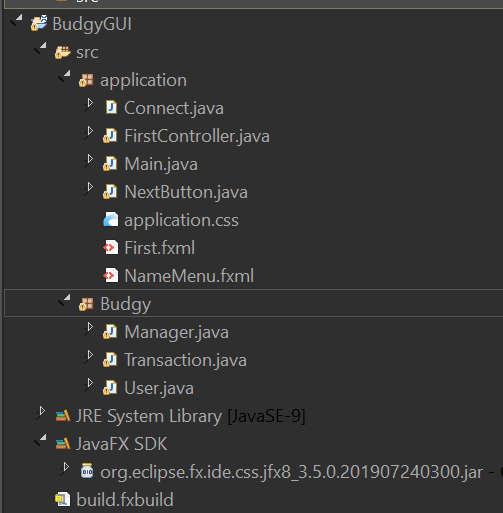 src
BudgyGUI
src
application
Connect.java
FirstController.java
Main.java
NextButton.java
application.css
First.fxml
NameMenu.fxml
Budgy
Manager.java
Transaction.java
User.java
JRE System Library [JavaSE-9]
JavaFX SDK
org.eclipse.fx.ide.css.jfx8_3.5.0.201907240300.jar -
build.fxbuild